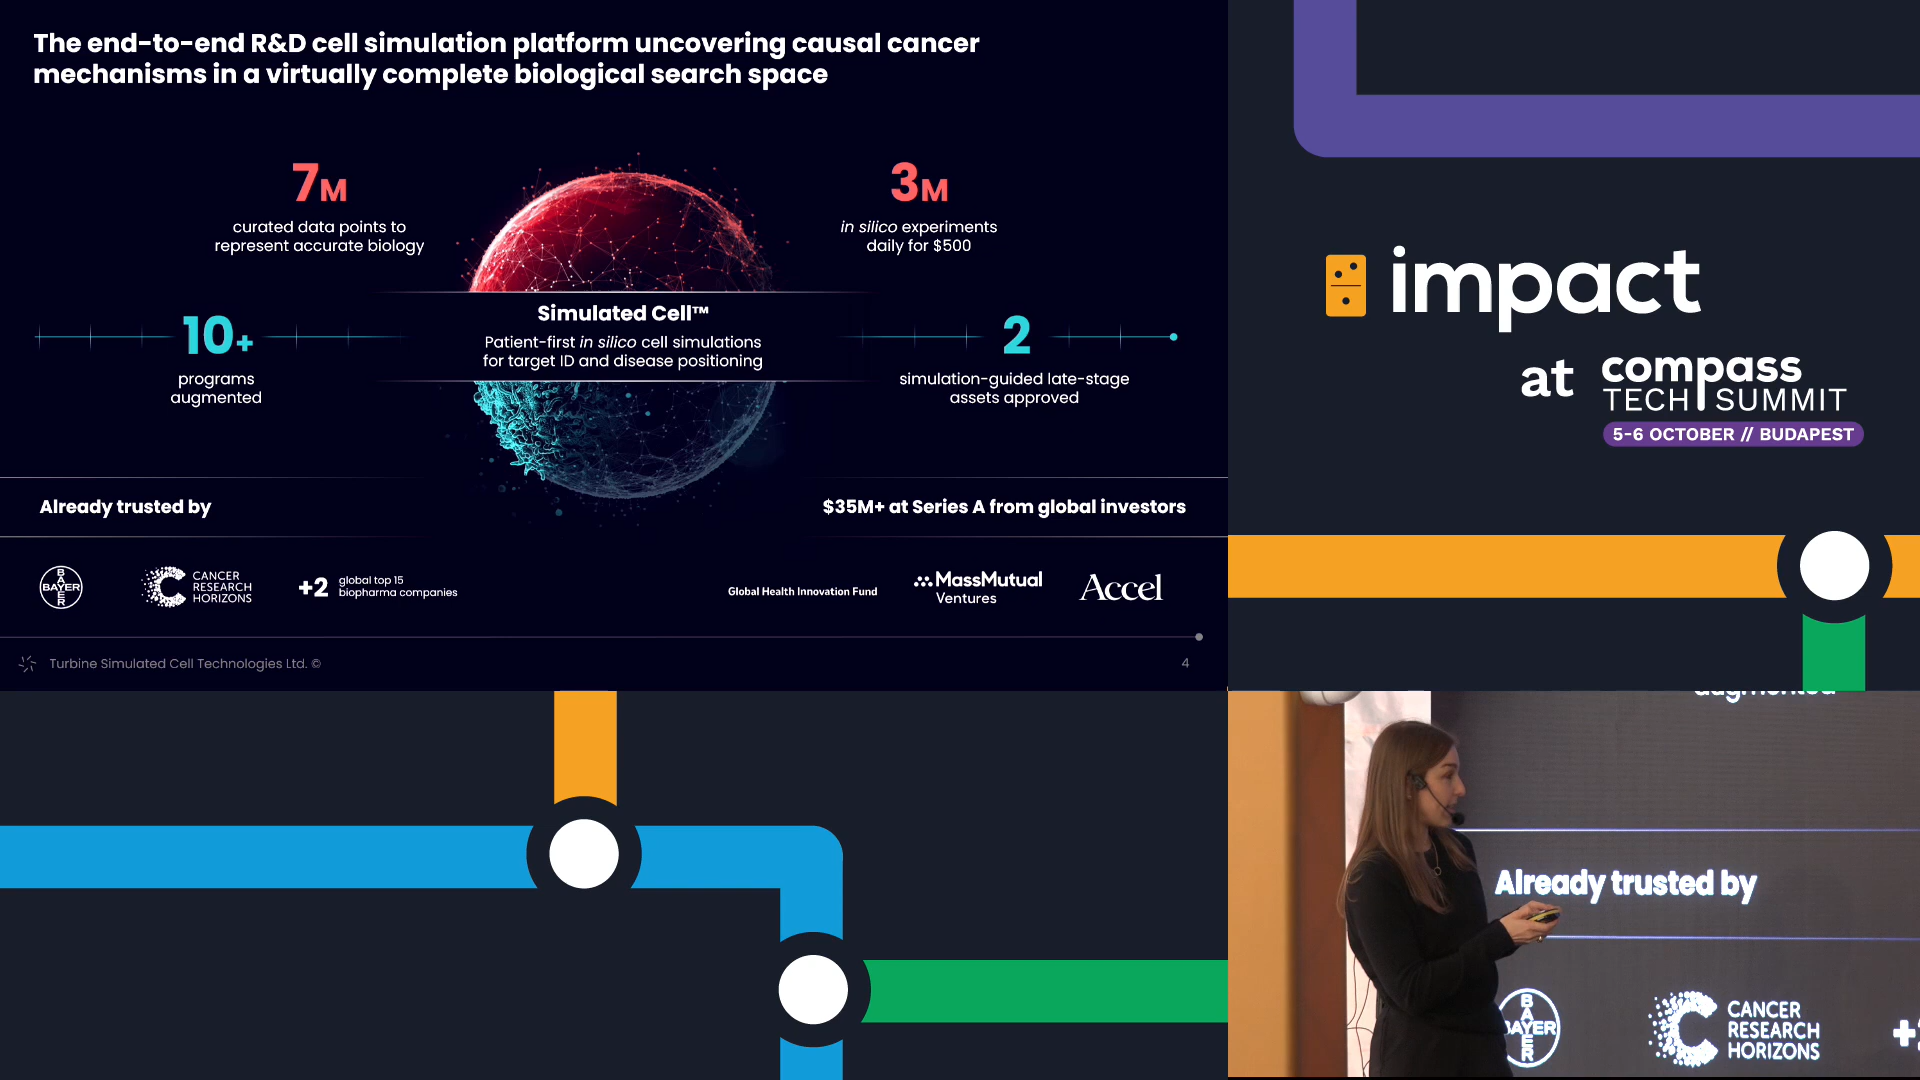 The end-to-end R&D cell simulation platform uncovering causal cancer
mechanisms in a virtually complete biological search space
7M
curated data points to
represent accurate biology
3M
in silico experiments
daily for $500
Simulated Cell™
Patient-first in silico cell simulations
for target ID and disease positioning
10+
programs
augmented
2
simulation-guided late-stage
assets approved
Already trusted by
$35M+ at Series A from global investors
BAYER
BAYER
CANCER
RESEARCH
HORIZONS
+2 global top 15
biopharma companies
Global Health Innovation Fund
MassMutual
Ventures
Accel
Turbine Simulated Cell Technologies Ltd. ©
4
impact
at compass
TECH SUMMIT
5-6 OCTOBER // BUDAPEST
augmented
Already trusted by
BAYER
BAYER
CANCER
RESEARCH
HORIZONS